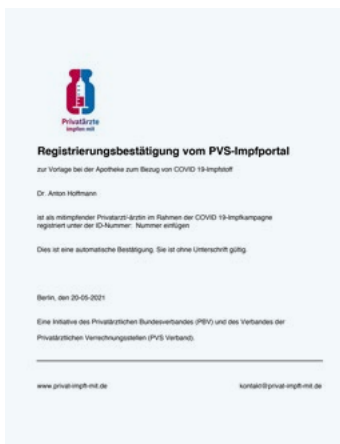 Privatärzte
impfen mit
Registrierungsbestätigung vom PVS-Impfportal
zur Vorlage bei der Apotheke zum Bezug von COVID 19-Impfstoff
Dr. Anton Hoffmann
ist als mitimpfender Privatarzt/-ärztin im Rahmen der COVID 19-Impfkampagne
registriert unter der ID-Nummer: Nummer einfügen
Dies ist eine automatische Bestätigung. Sie ist ohne Unterschrift gültig.
Berlin, den 20-05-2021
Eine Initiative des Privatärztlichen Bundesverbandes (PBV) und des Verbandes der
Privatärztlichen Verrechnungsstellen (PVS Verband).
www.privat-impft-mit.de
kontakt@privat-impft-mit.de